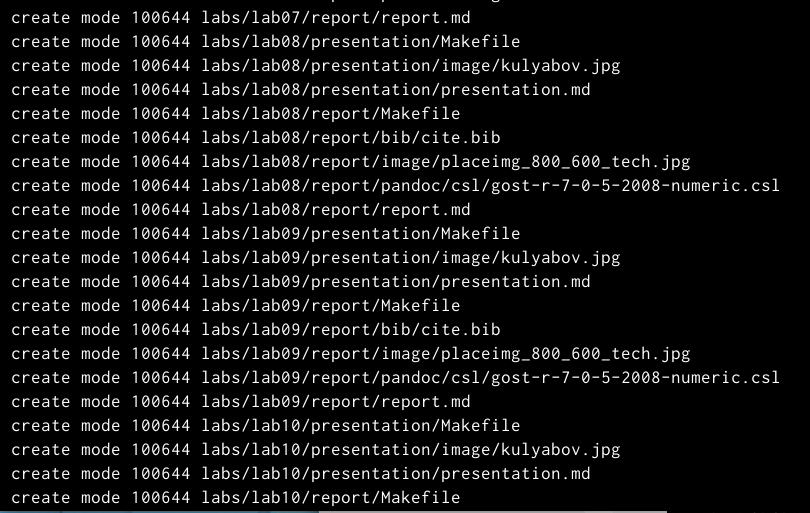 create mode 100644 labs/lab07/report/report.md
create mode 100644 labs/lab08/presentation/Makefile
create mode 100644 labs/lab08/presentation/image/kulyabov.jpg
create mode 100644 labs/lab08/presentation/presentation.md
create mode 100644 labs/lab08/report/Makefile
create mode 100644 labs/lab08/report/bib/cite.bib
create mode 100644 labs/lab08/report/image/placeimg_800_600_tech.jpg
create mode 100644 labs/lab08/report/pandoc/csl/gost-r-7-0-5-2008-numeric.csl
create mode 100644 labs/lab08/report/report.md
create mode 100644 labs/lab09/presentation/Makefile
create mode 100644 labs/lab09/presentation/image/kulyabov.jpg
create mode 100644 labs/lab09/presentation/presentation.md
create mode 100644 labs/lab09/report/Makefile
create mode 100644 labs/lab09/report/bib/cite.bib
create mode 100644 labs/lab09/report/image/placeimg_800_600_tech.jpg
create mode 100644 labs/lab09/report/pandoc/csl/gost-r-7-0-5-2008-numeric.csl
create mode 100644 labs/lab09/report/report.md
create mode 100644 labs/lab10/presentation/Makefile
create mode 100644 labs/lab10/presentation/image/kulyabov.jpg
create mode 100644 labs/lab10/presentation/presentation.md
create mode 100644 labs/lab10/report/Makefile